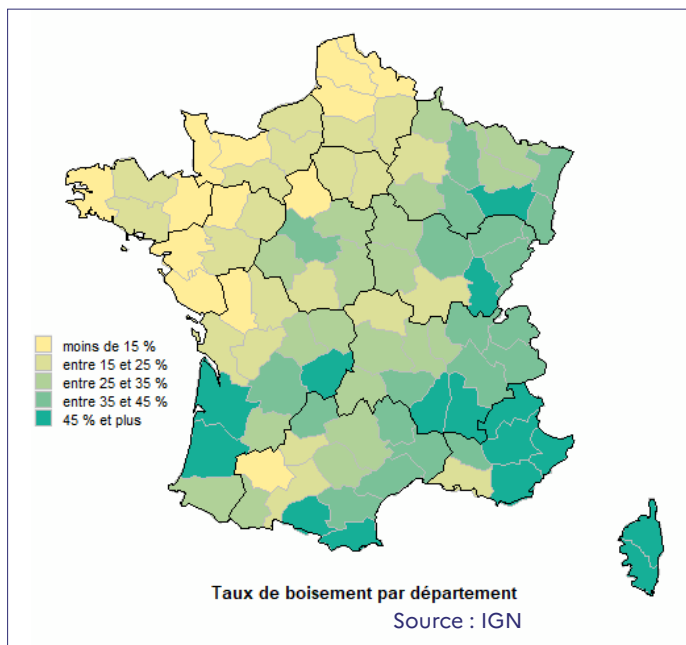 moins de 15 %
entre 15 et 25 %
entre 25 et 35 %
entre 35 et 45 %
45 % et plus
Taux de boisement par département
Source : IGN